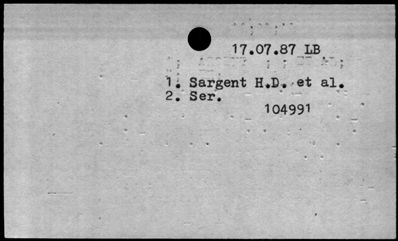 17.07.87 LB
1. Sargent H.D. et al.
2. Ser.
104991